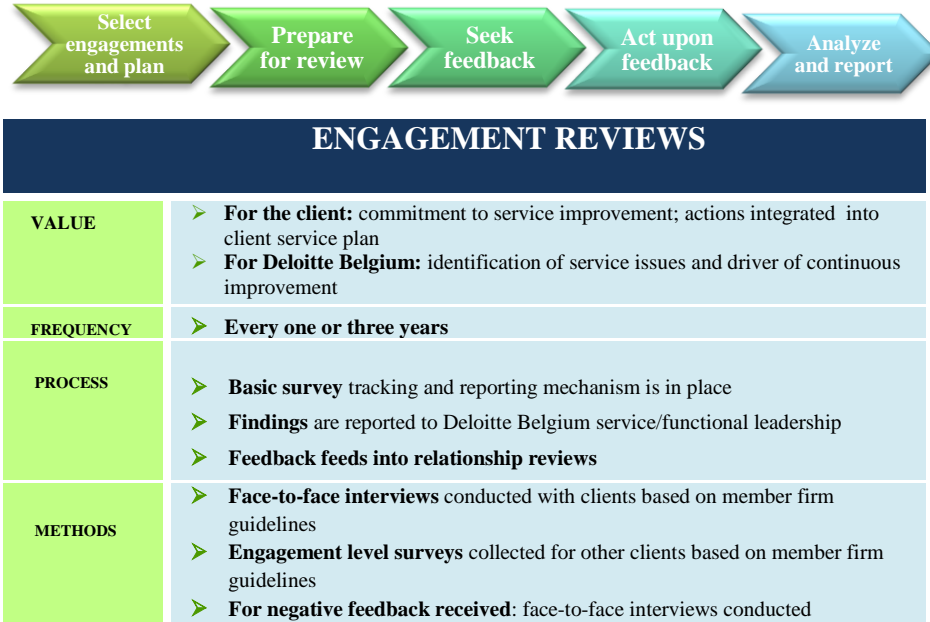 Select
engagements
and plan
Prepare
for review
Seek
feedback
Act upon
feedback
Analyze
and report
ENGAGEMENT REVIEWS
VALUE
For the client: commitment to service improvement; actions integrated into
client service plan
For Deloitte Belgium: identification of service issues and driver of continuous
improvement
FREQUENCY
Every one or three years
PROCESS
Basic survey tracking and reporting mechanism is in place
Findings are reported to Deloitte Belgium service/functional leadership
Feedback feeds into relationship reviews
METHODS
Face-to-face interviews conducted with clients based on member firm
guidelines
Engagement level surveys collected for other clients based on member firm
guidelines
For negative feedback received: face-to-face interviews conducted